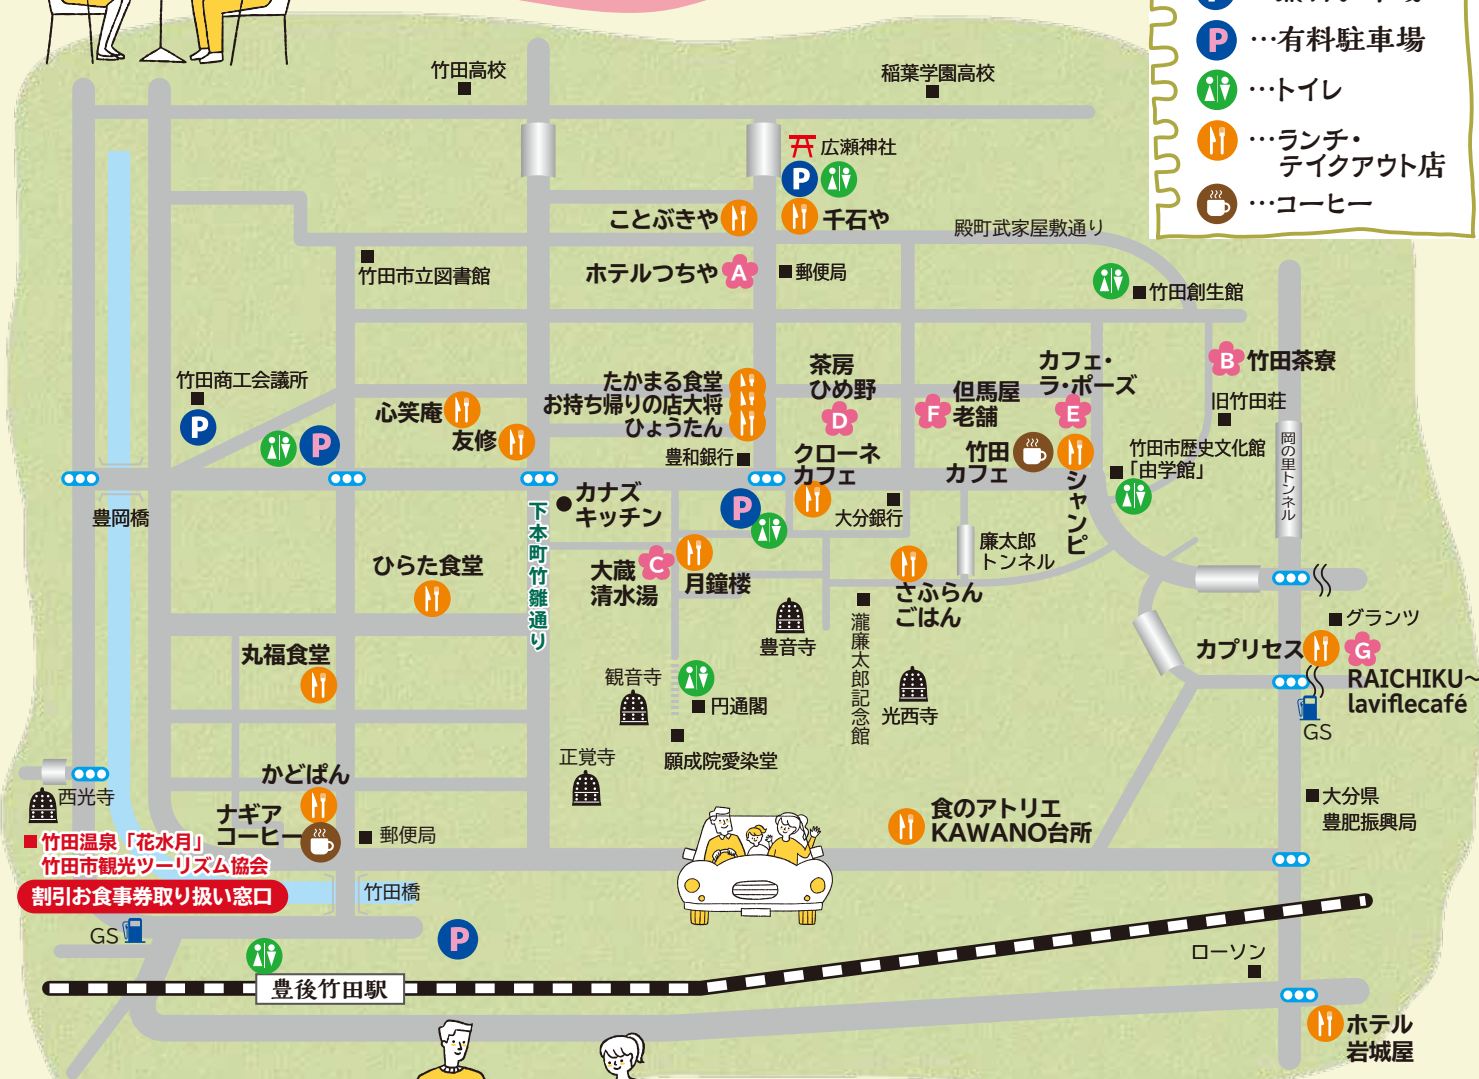 P
P …有料駐車場
…トイレ
…ランチ・
テイクアウト店
…コーヒー
竹田高校
稲葉学園高校
広瀬神社
P
ことぶきや
千石や
殿町武家屋敷通り
ホテルつちや
A
郵便局
竹田市立図書館
竹田創生館
竹田商工会議所
P
P
心笑庵
友修
たかまる食堂
お持ち帰りの店大将
ひょうたん
豊和銀行
茶房
ひめ野
D
但馬屋
老舗
F
カフェ・
ラ・ポーズ
E
B
竹田茶寮
旧竹田荘
竹田
カフェ
シャンピ
竹田市歴史文化館
「由学館」
岡の里トンネル
クローネ
カフェ
大分銀行
豊岡橋
カナズ
キッチン
下本町竹雛通り
P
廉太郎
トンネル
ひらた食堂
大蔵
清水湯
C
月鐘楼
さふらん
ごはん
豊音寺
瀧廉太郎記念館
光西寺
グランツ
カプリセス
G
RAICHIKU〜
laviflecafé
GS
丸福食堂
観音寺
円通閣
願成院愛染堂
正覚寺
かどぱん
ナギア
コーヒー
郵便局
西光寺
竹田温泉「花水月」
竹田市観光ツーリズム協会
割引お食事券取り扱い窓口
竹田橋
食のアトリエ
KAWANO台所
大分県
豊肥振興局
GS
P
豊後竹田駅
ローソン
ホテル
岩城屋